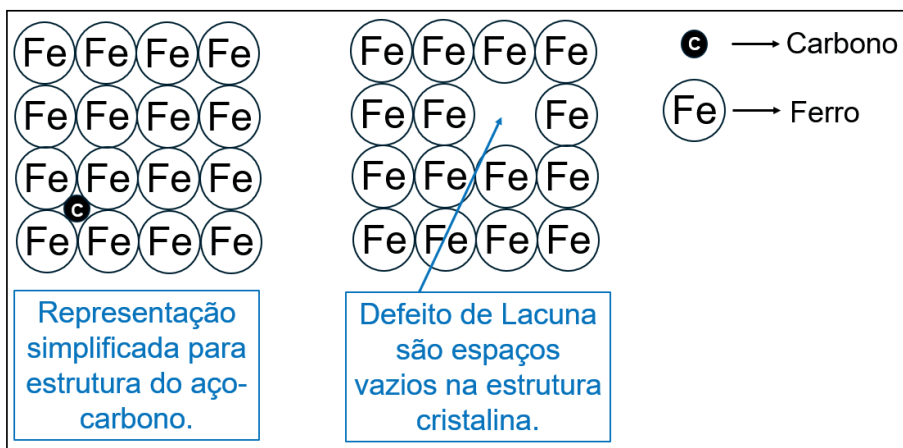 Fe Fe Fe Fe
Fe Fe Fe Fe
Fe Fe Fe Fe
C
Fe Fe Fe Fe
Representação
simplificada para
estrutura do aço-
carbono.
Fe Fe Fe Fe
Fe Fe Fe
Fe Fe Fe Fe
Fe Fe Fe Fe
Defeito de Lacuna
são espaços
vazios na estrutura
cristalina.
C Carbono
Fe Ferro